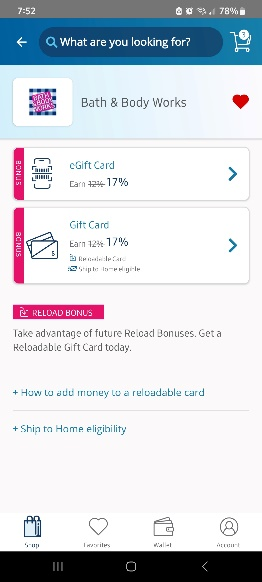 7:52
78%
What are you looking for?
BATH
& BODY
WORKS
Bath & Body Works
BONUS
eGift Card
Earn 12% 17%
BONUS
Gift Card
Earn 12% 17%
Reloadable Card
Ship to Home eligible
RELOAD BONUS
Take advantage of future Reload Bonuses. Get a
Reloadable Gift Card today.
+ How to add money to a reloadable card
+ Ship to Home eligibility
Shop
Favorites
Wallet
Account